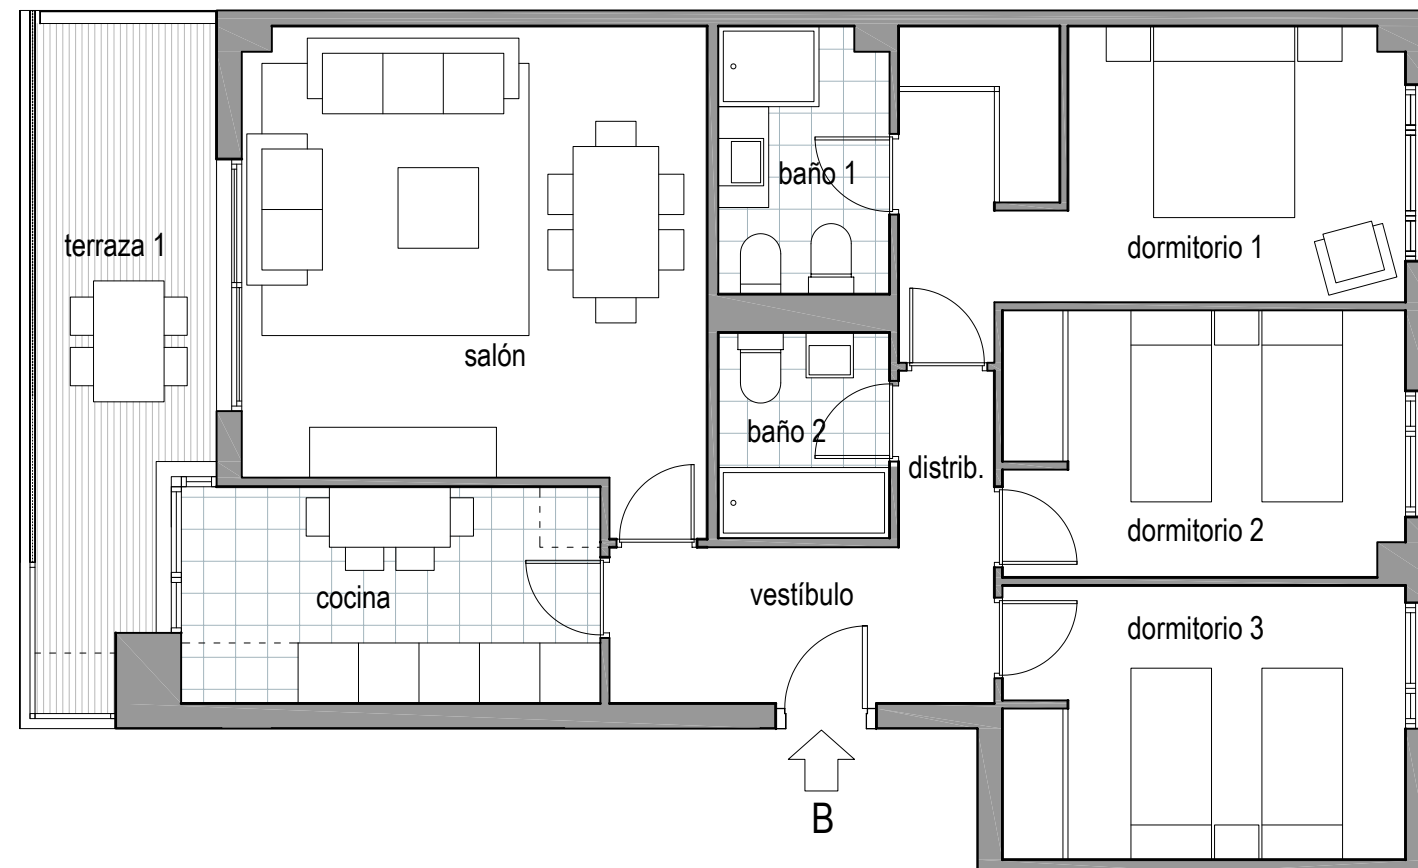 baño 1
terraza 1
dormitorio 1
salón
baño 2
distrib.
dormitorio 2
cocina
vestíbulo
dormitorio 3
B